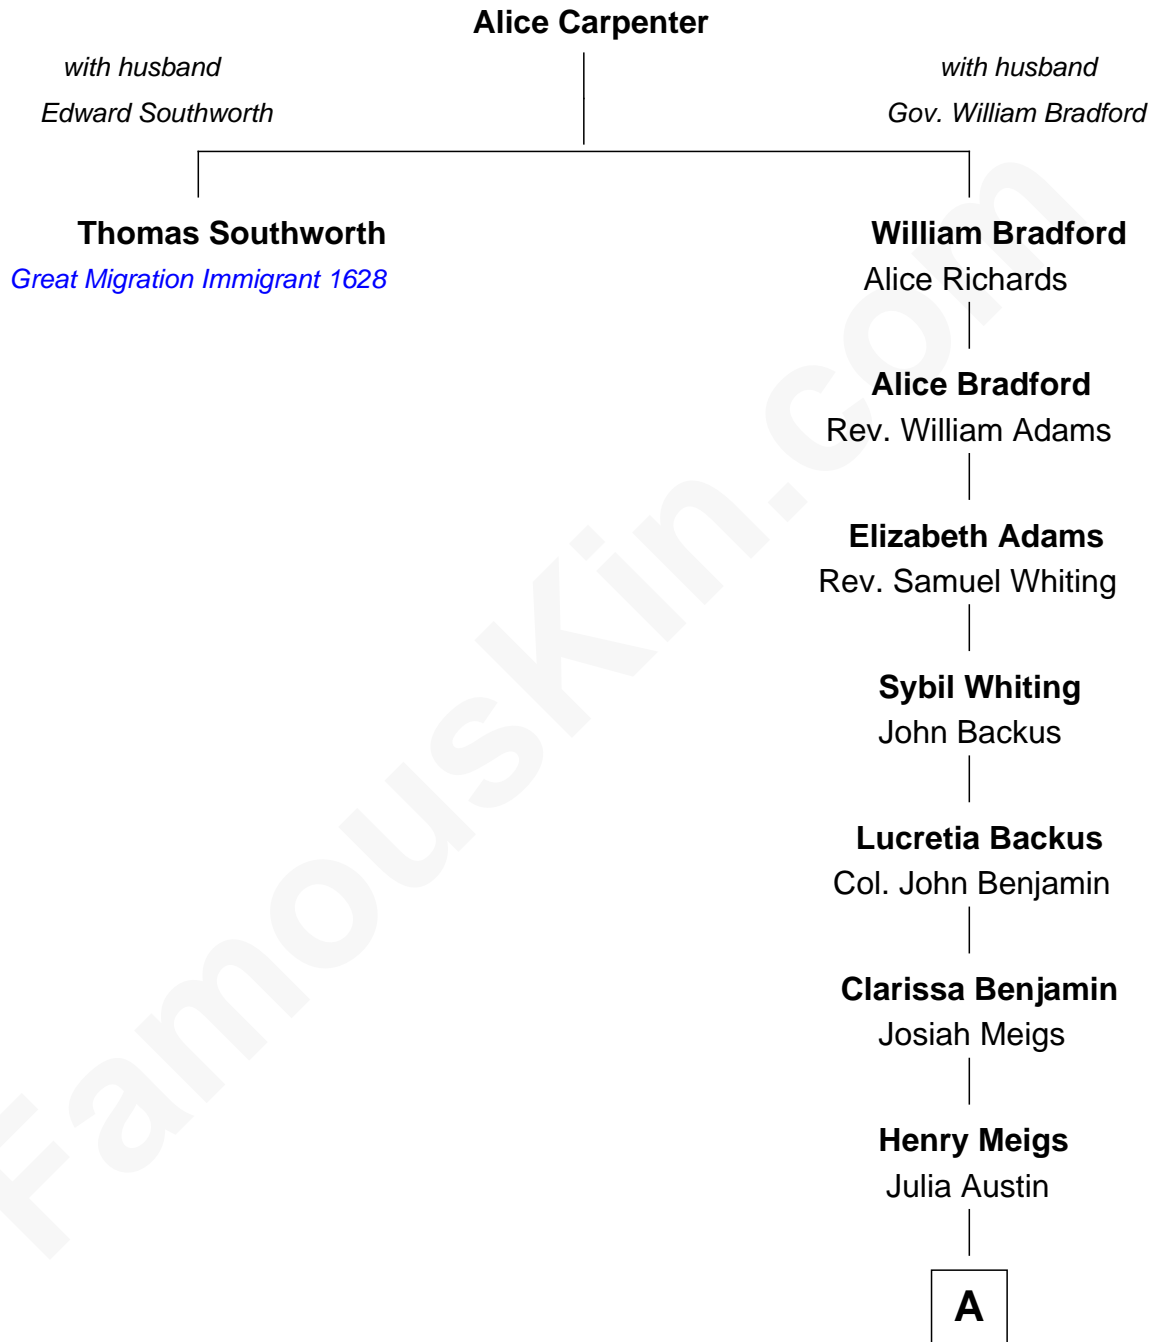 Alice Carpenter
with husband
Edward Southworth
with husband
Gov. William Bradford
Thomas Southworth
Great Migration Immigrant 1628
William Bradford
Alice Richards
Alice Bradford
Rev. William Adams
Elizabeth Adams
Rev. Samuel Whiting
Sybil Whiting
John Backus
Lucretia Backus
Col. John Benjamin
Clarissa Benjamin
Josiah Meigs
Henry Meigs
Julia Austin
A
FamousKin.com